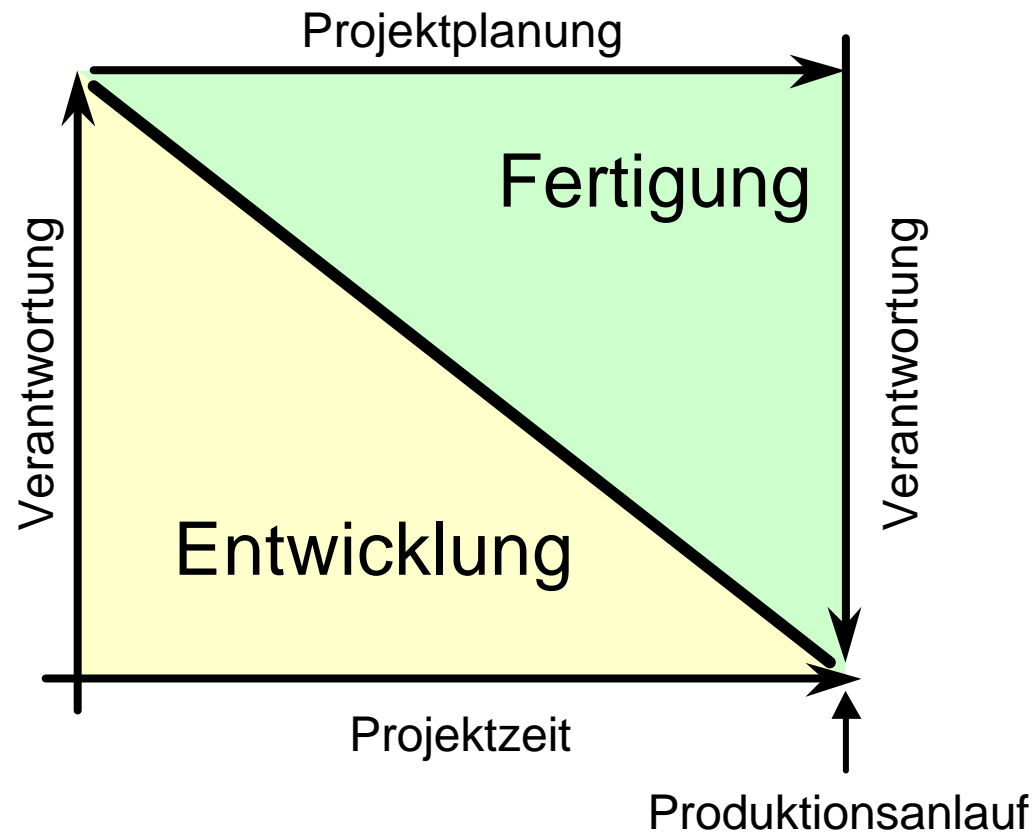 Projektplanung
Fertigung
Verantwortung
Verantwortung
Entwicklung
Projektzeit
Produktionsanlauf